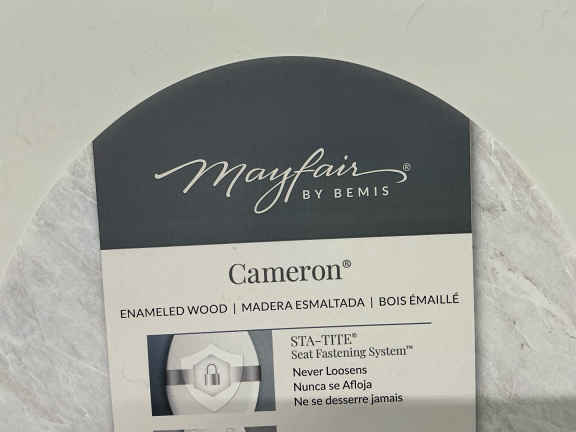 Mayfair®
BY BEMIS
Cameron®
ENAMELED WOOD | MADERA ESMALTADA | BOIS ÉMAILLÉ
STA-TITE®
Seat Fastening System™
Never Loosens
Nunca se Afloja
Ne se desserre jamais